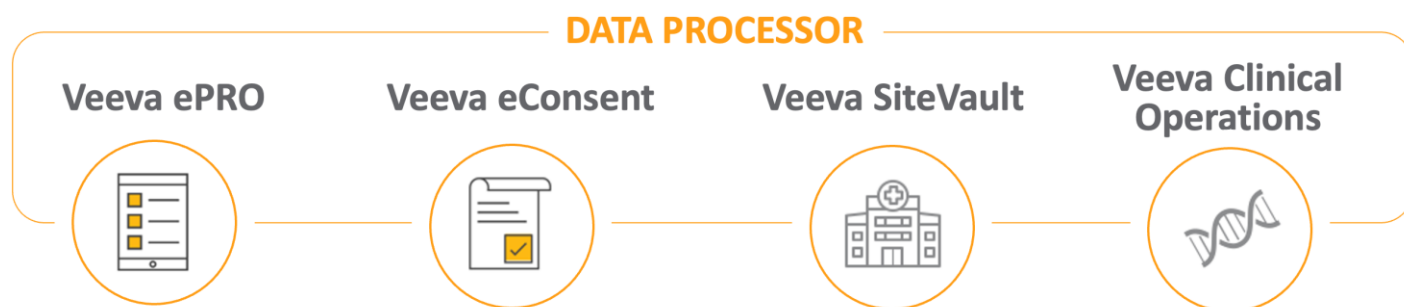 DATA PROCESSOR
Veeva ePRO
Veeva eConsent
Veeva SiteVault
Veeva Clinical
Operations